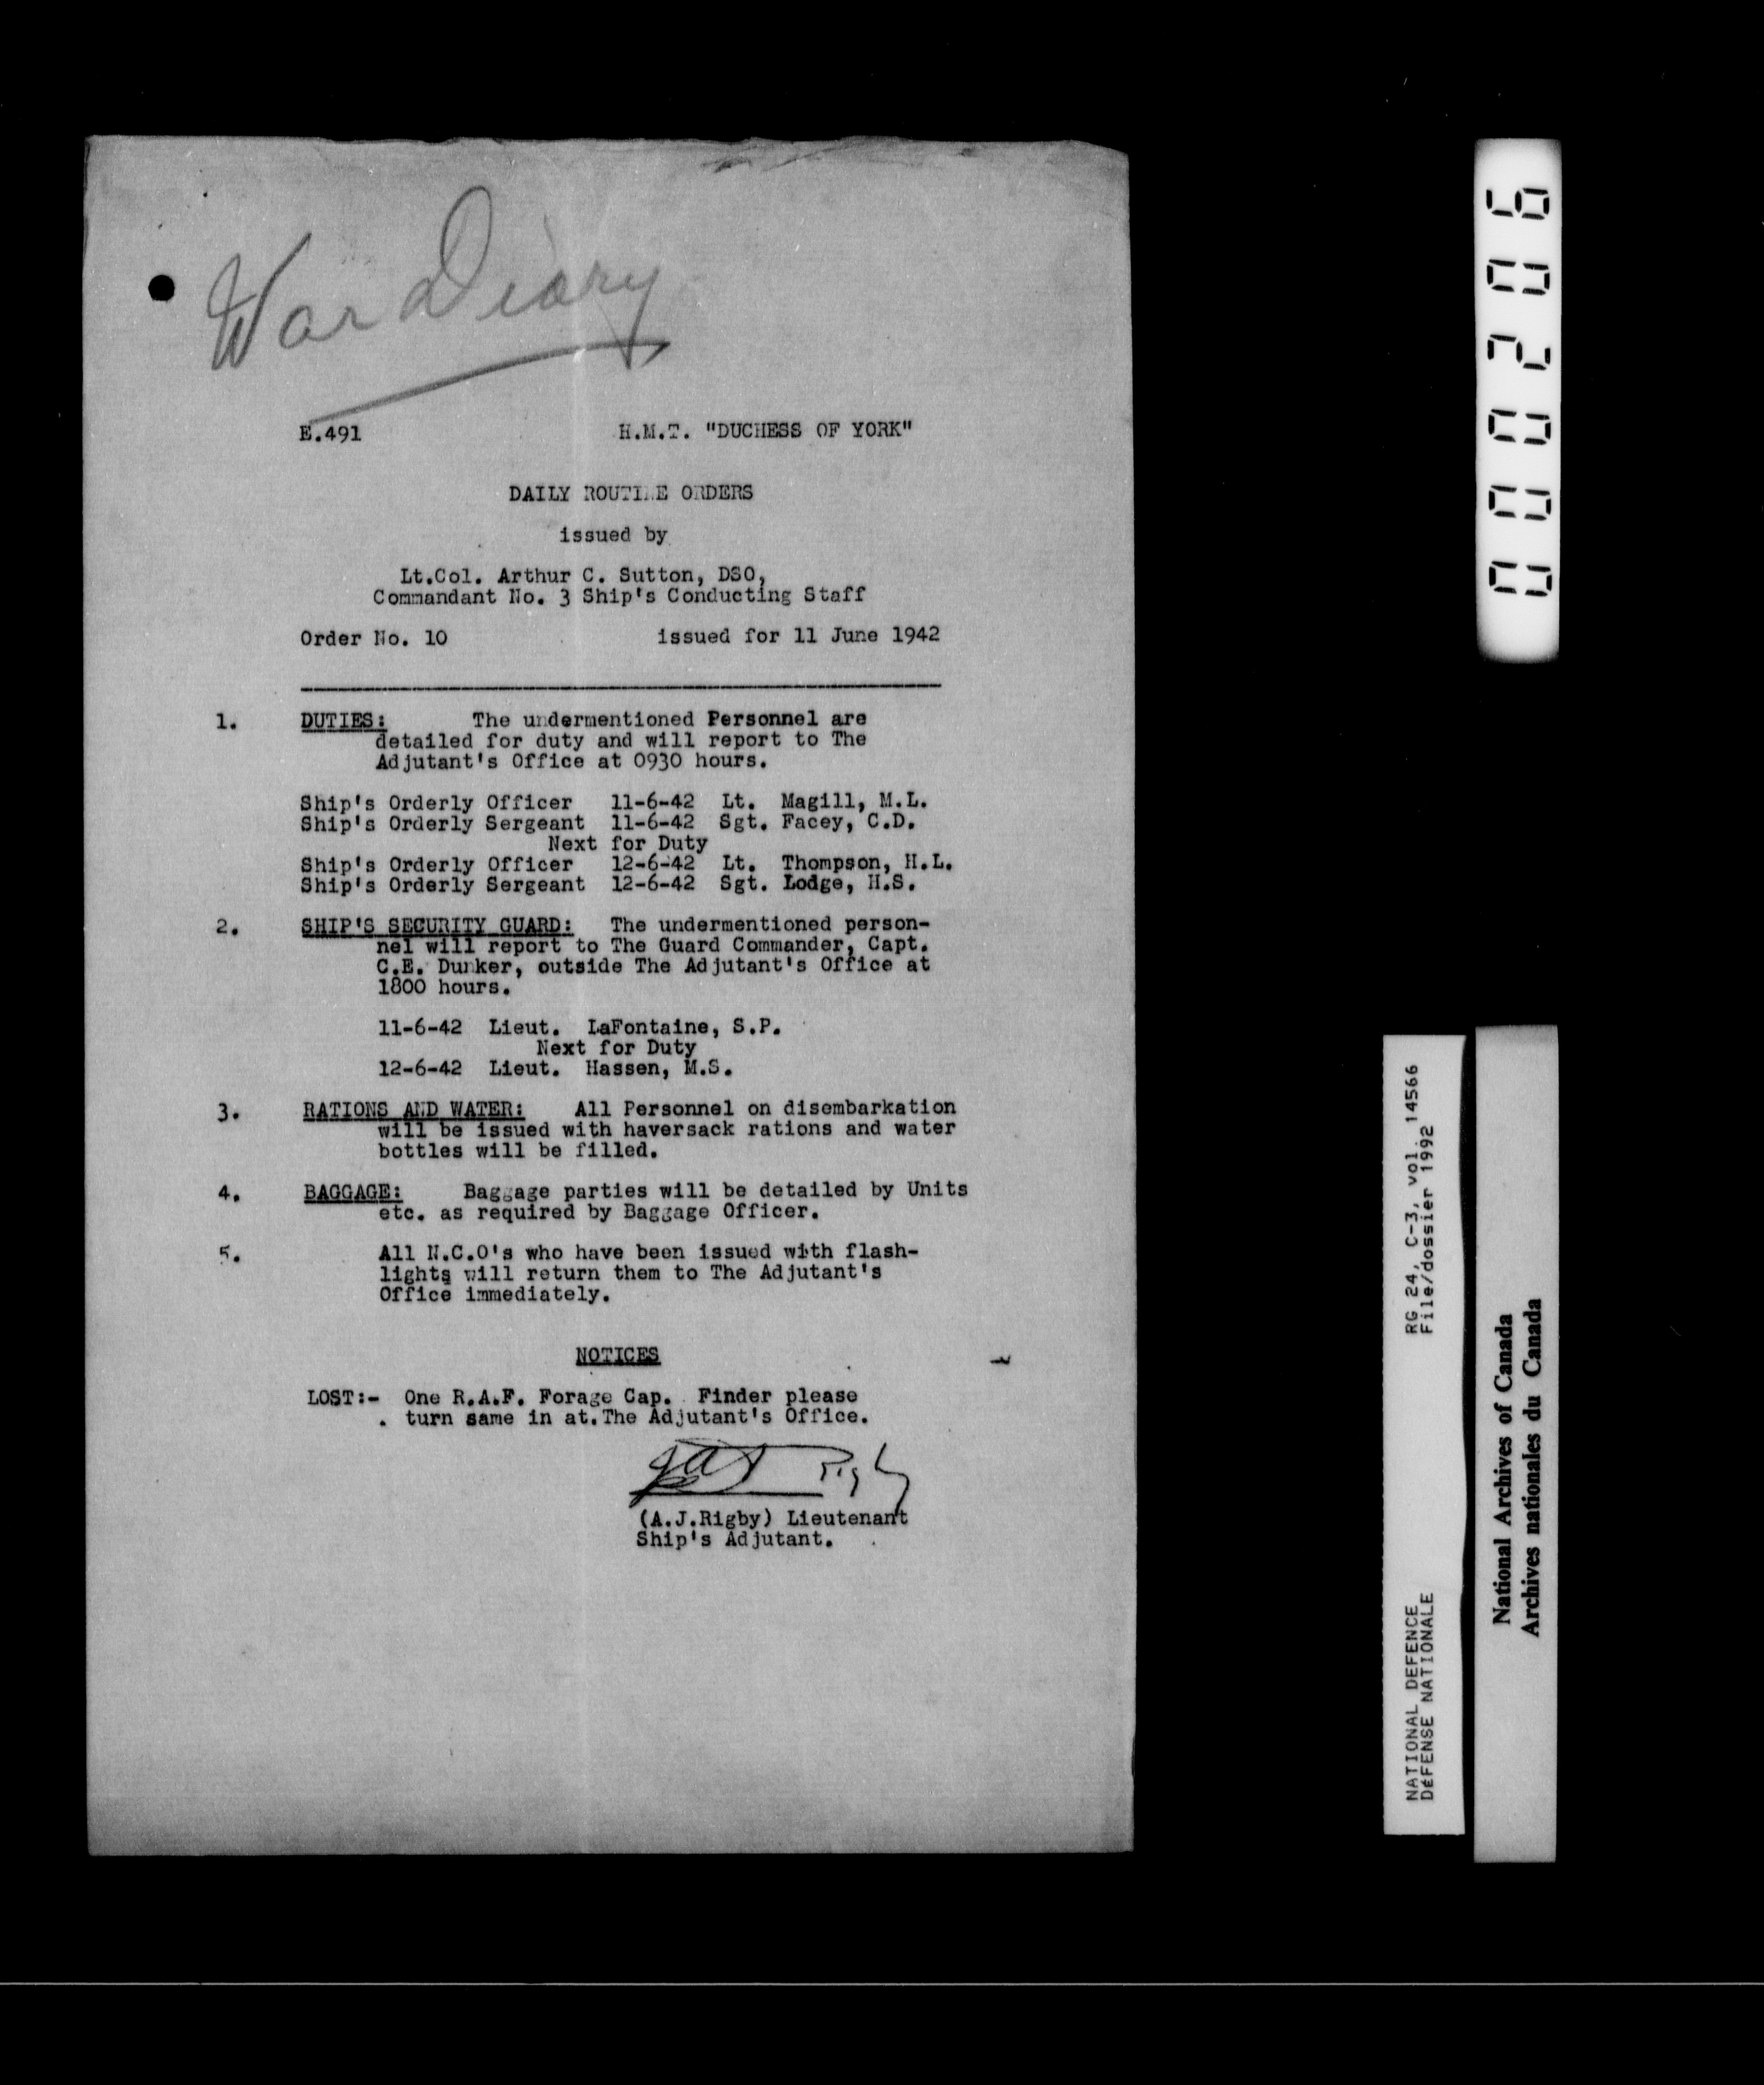 War Diary
E.491 H.M.T. "DUCHESS OF YORK"
DAILY ROUTINE ORDERS
issued by
Lt.Col. Arthur C. Sutton, DSO,
Commandant No. 3 Ship's Conducting Staff
Order No. 10 issued for 11 June 1942
1. DUTIES: The undermentioned Personnel are
detailed for duty and will report to The
Adjutant's Office at 0930 hours.
Ship's Orderly Officer 11-6-42 Lt. Magill, M.L.
Ship's Orderly Sergeant 11-6-42 Sgt. Facey, C.D.
Next for Duty
Ship's Orderly Officer 12-6-42 Lt. Thompson, H.L.
Ship's Orderly Sergeant 12-6-42 Sgt. Lodge, H.S.
2. SHIP'S SECURITY GUARD: The undermentioned person-
nel will report to The Guard Commander, Capt.
C.E. Dunker, outside The Adjutant's Office at
1800 hours.
11-6-42 Lieut. LaFontaine, S.P.
Next for Duty
12-6-42 Lieut. Hassen, M.S.
3. RATIONS AND WATER: All Personnel on disembarkation
will be issued with haversack rations and water
bottles will be filled.
4. BAGGAGE: Baggage parties will be detailed by Units
etc. as required by Baggage Officer.
5. All N.C.O's who have been issued with flash-
lights will return them to The Adjutant's
Office immediately.
NOTICES
LOST:- One R.A.F. Forage Cap. Finder please
. turn same in at.The Adjutant's Office.
Rigby
(A.J.Rigby) Lieutenant
Ship's Adjutant.
000206
NATIONAL DEFENCE RG 24, C-3, vol. 14566
DÉFENSE NATIONALE File/dossier 1992
National Archives of Canada
Archives nationales du Canada